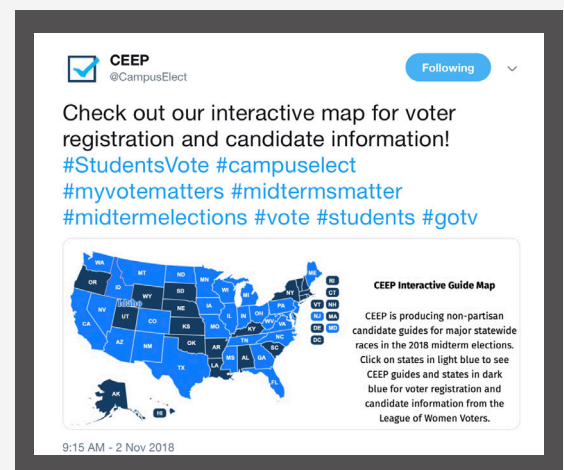 CEEP
@CampusElect
Following
Check out our interactive map for voter
registration and candidate information!
#StudentsVote #campuselect
#myvotematters #midtermsmatter
#midtermelections #vote #students #gotv
WA
OR
CA
NV
ID
Idaho
MT
WY
UT
AZ
CO
NM
ND
SD
NE
KS
OK
TX
MN
IA
MO
AR
LA
WI
IL
MI
IN
OH
KY
TN
MS
AL
GA
FL
SC
NC
VA
WV
PA
NY
ME
RI
CT
VT
NH
NJ
MA
DE
MD
DC
AK
HI
CEEP Interactive Guide Map
CEEP is producing non-partisan
candidate guides for major statewide
races in the 2018 midterm elections.
Click on states in light blue to see
CEEP guides and states in dark
blue for voter registration and
candidate information from the
League of Women Voters.
9:15 AM - 2 Nov 2018